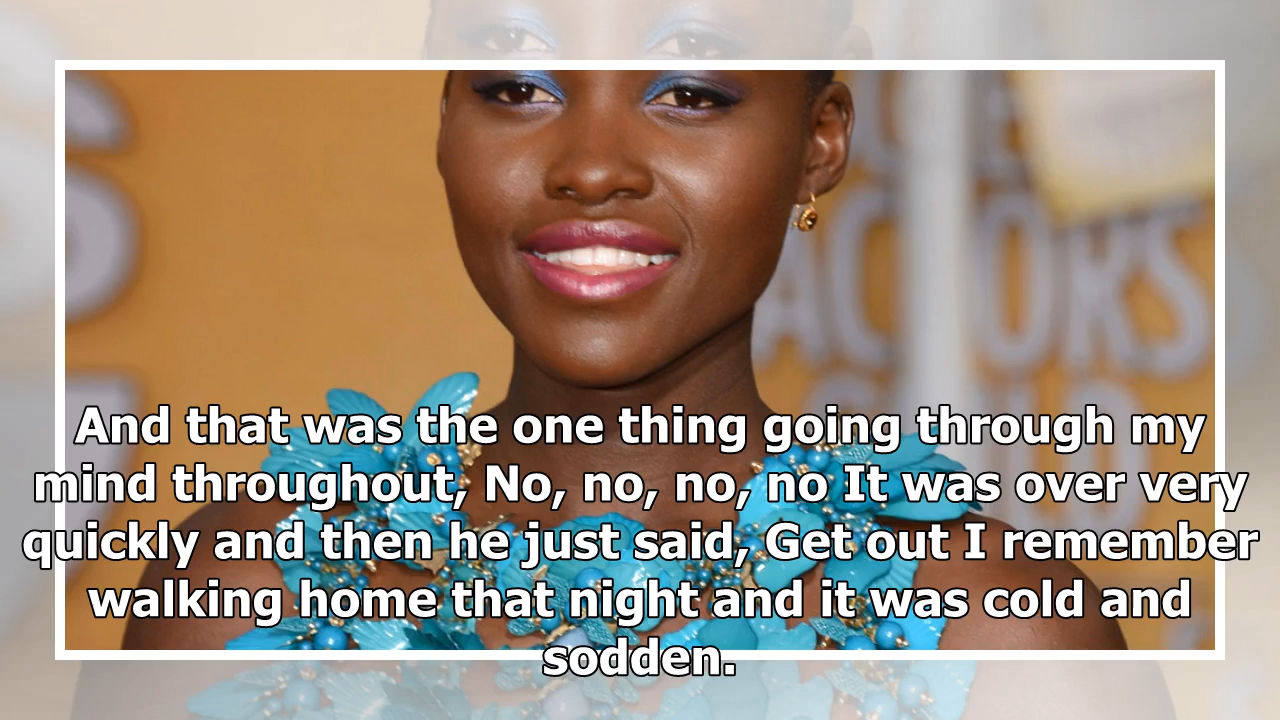 ACTORS
GUILD
And that was the one thing going through my
mind throughout, No, no, no, no It was over very
quickly and then he just said, Get out I remember
walking home that night and it was cold and
sodden.